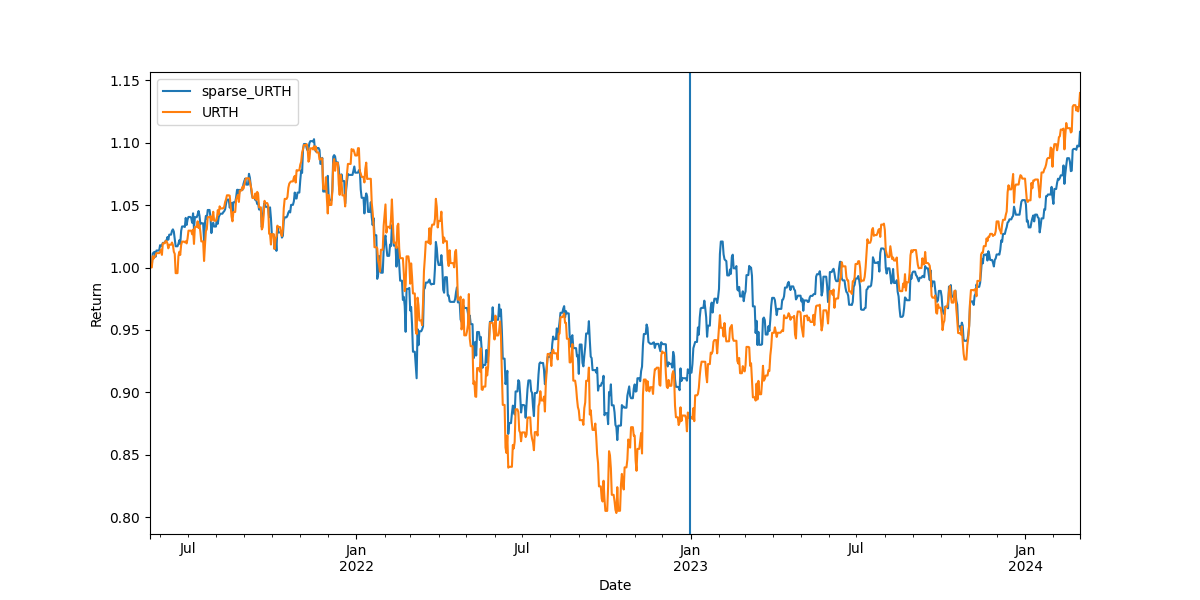 sparse_URTH
URTH
1.15
1.10
1.05
1.00
0.95
0.90
0.85
0.80
Return
Jul
Jan
2022
Jul
Jan
2023
Jul
Jan
2024
Date